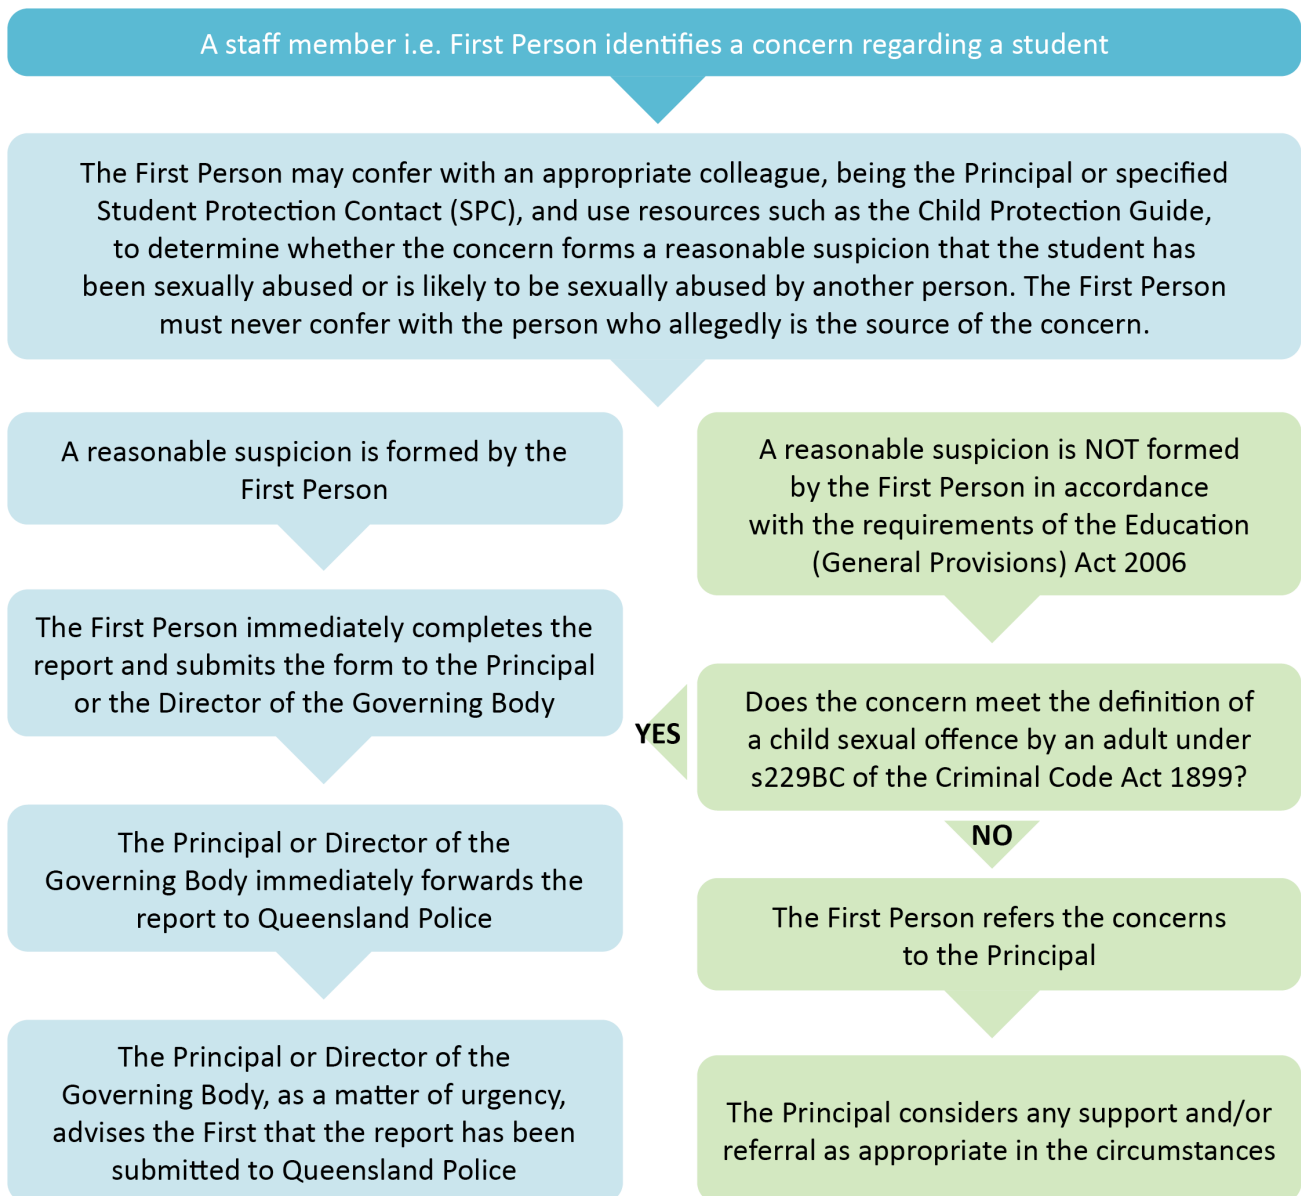 A staff member i.e. First Person identifies a concern regarding a student
The First Person may confer with an appropriate colleague, being the Principal or specified
Student Protection Contact (SPC), and use resources such as the Child Protection Guide,
to determine whether the concern forms a reasonable suspicion that the student has
been sexually abused or is likely to be sexually abused by another person. The First Person
must never confer with the person who allegedly is the source of the concern.
A reasonable suspicion is formed by the
First Person
The First Person immediately completes the
report and submits the form to the Principal
or the Director of the Governing Body
The Principal or Director of the
Governing Body immediately forwards the
report to Queensland Police
The Principal or Director of the
Governing Body, as a matter of urgency,
advises the First that the report has been
submitted to Queensland Police
A reasonable suspicion is NOT formed
by the First Person in accordance
with the requirements of the Education
(General Provisions) Act 2006
Does the concern meet the definition of
a child sexual offence by an adult under
s229BC of the Criminal Code Act 1899?
YES
NO
The First Person refers the concerns
to the Principal
The Principal considers any support and/or
referral as appropriate in the circumstances